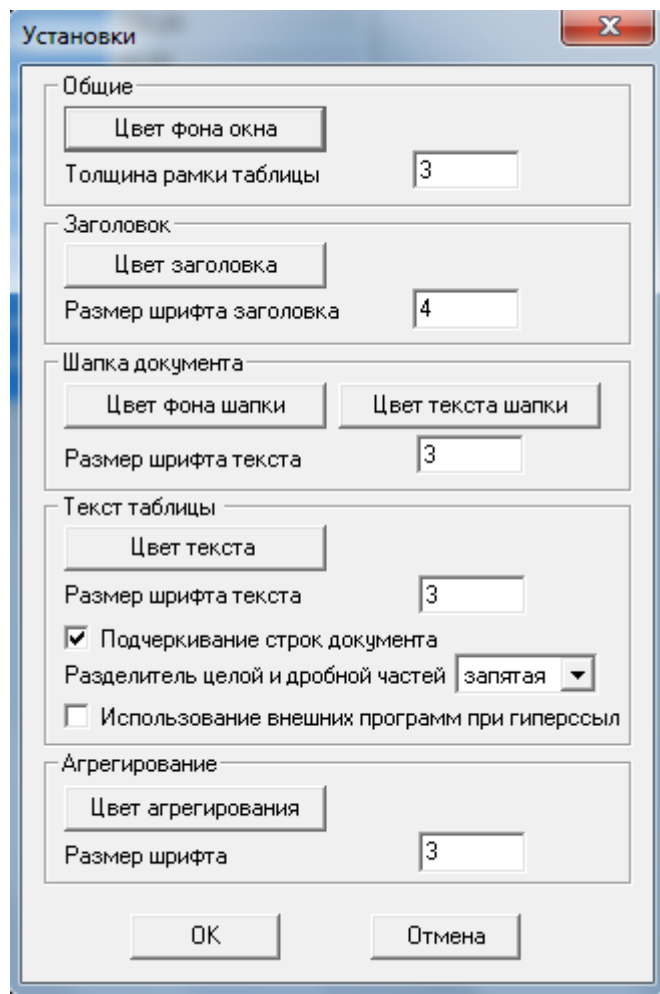 Установки
Общие
Цвет фона окна
Толщина рамки таблицы 3
Заголовок
Цвет заголовка
Размер шрифта заголовка 4
Шапка документа
Цвет фона шапки Цвет текста шапки
Размер шрифта текста 3
Текст таблицы
Цвет текста
Размер шрифта текста 3
Подчеркивание строк документа
Разделитель целой и дробной частей запятая
Использование внешних программ при гиперссыл
Агрегирование
Цвет агрегирования
Размер шрифта 3
OK Отмена